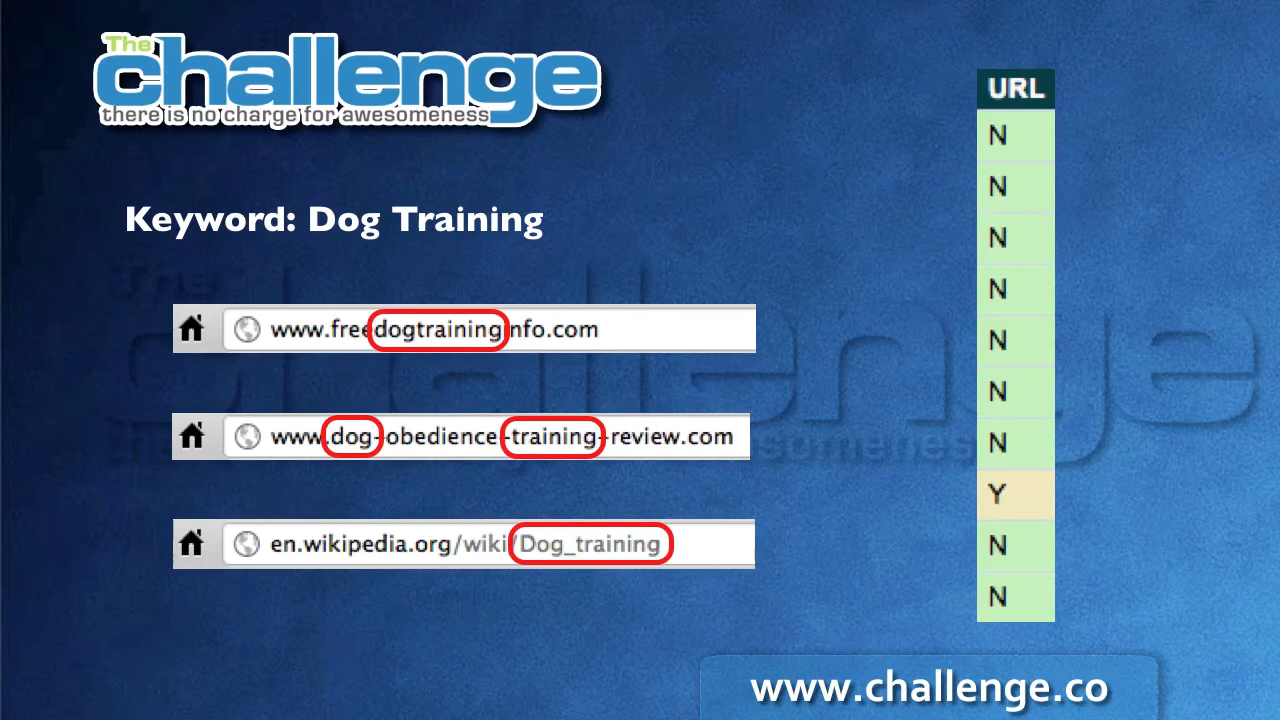 The
challenge
there is no charge for awesomeness
Keyword: Dog Training
www.freedogtraininginfo.com
www.dog-obedience-training-review.com
en.wikipedia.org/wiki/Dog_training
URL
N
N
N
N
N
N
N
Y
N
N
www.challenge.co